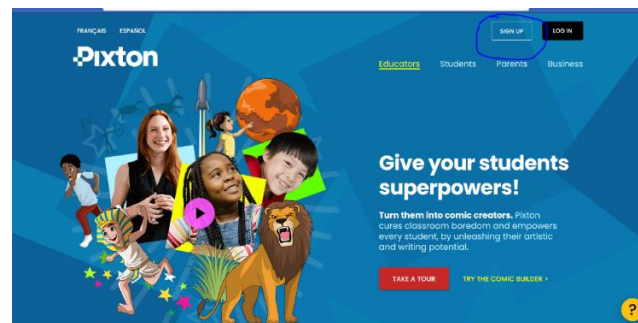 FRANÇAIS ESPAÑOL
SIGN UP LOG IN
Pixton
Educators Students Parents Business
Give your students
superpowers!
Turn them into comic creators. Pixton
cures classroom boredom and empowers
every student, by unleashing their artistic
and writing potential.
TAKE A TOUR TRY THE COMIC BUILDER >
?